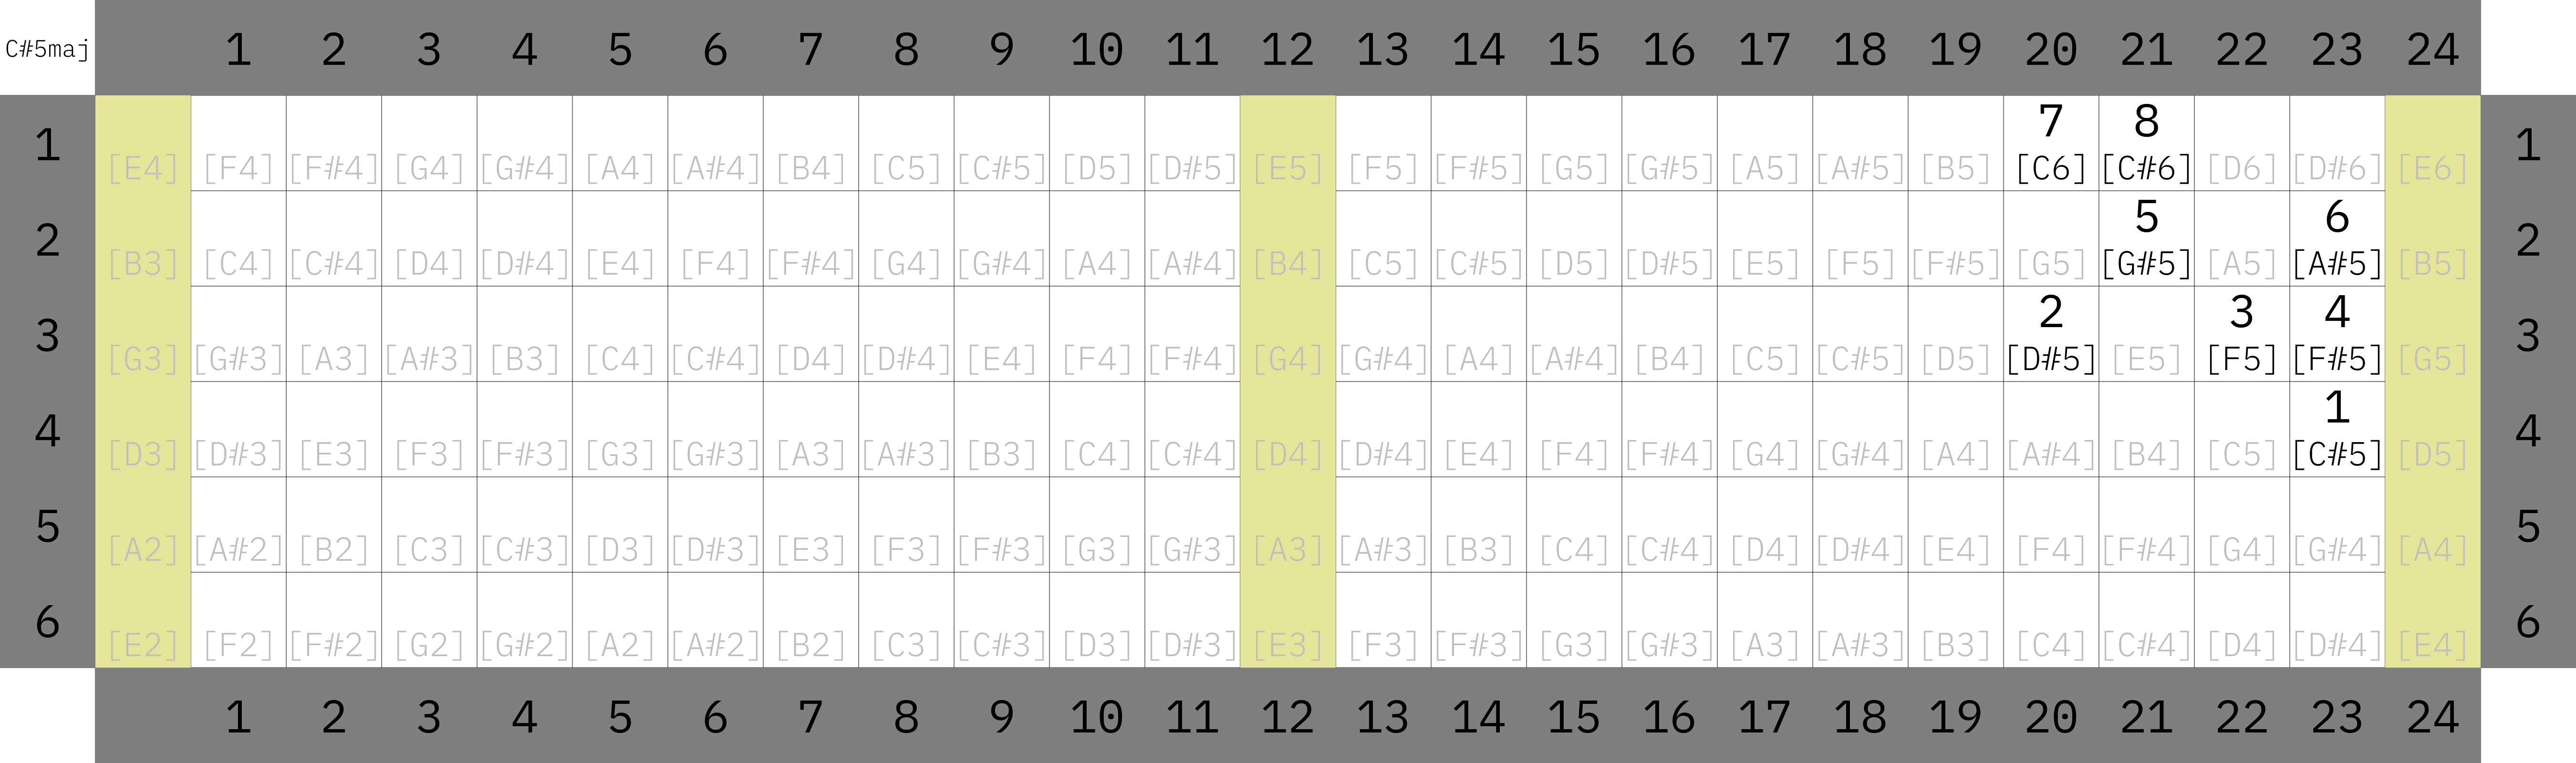 C#5maj 1 2 3 4 5 6 7 8 9 10 11 12 13 14 15 16 17 18 19 20 21 22 23 24
7 8
1 [E4] [F4] [F#4] [G4] [G#4] [A4] [A#4] [B4] [C5] [C#5] [D5] [D#5] [E5] [F5] [F#5] [G5] [G#5] [A5] [A#5] [B5] [C6] [C#6] [D6] [D#6] [E6] 1
5 6
2 [B3] [C4] [C#4] [D4] [D#4] [E4] [F4] [F#4] [G4] [G#4] [A4] [A#4] [B4] [C5] [C#5] [D5] [D#5] [E5] [F5] [F#5] [G5] [G#5] [A5] [A#5] [B5] 2
2 3 4
3 [G3] [G#3] [A3] [A#3] [B3] [C4] [C#4] [D4] [D#4] [E4] [F4] [F#4] [G4] [G#4] [A4] [A#4] [B4] [C5] [C#5] [D5] [D#5] [E5] [F5] [F#5] [G5] 3
1
4 [D3] [D#3] [E3] [F3] [F#3] [G3] [G#3] [A3] [A#3] [B3] [C4] [C#4] [D4] [D#4] [E4] [F4] [F#4] [G4] [G#4] [A4] [A#4] [B4] [C5] [C#5] [D5] 4
5 [A2] [A#2] [B2] [C3] [C#3] [D3] [D#3] [E3] [F3] [F#3] [G3] [G#3] [A3] [A#3] [B3] [C4] [C#4] [D4] [D#4] [E4] [F4] [F#4] [G4] [G#4] [A4] 5
6 [E2] [F2] [F#2] [G2] [G#2] [A2] [A#2] [B2] [C3] [C#3] [D3] [D#3] [E3] [F3] [F#3] [G3] [G#3] [A3] [A#3] [B3] [C4] [C#4] [D4] [D#4] [E4] 6
1 2 3 4 5 6 7 8 9 10 11 12 13 14 15 16 17 18 19 20 21 22 23 24